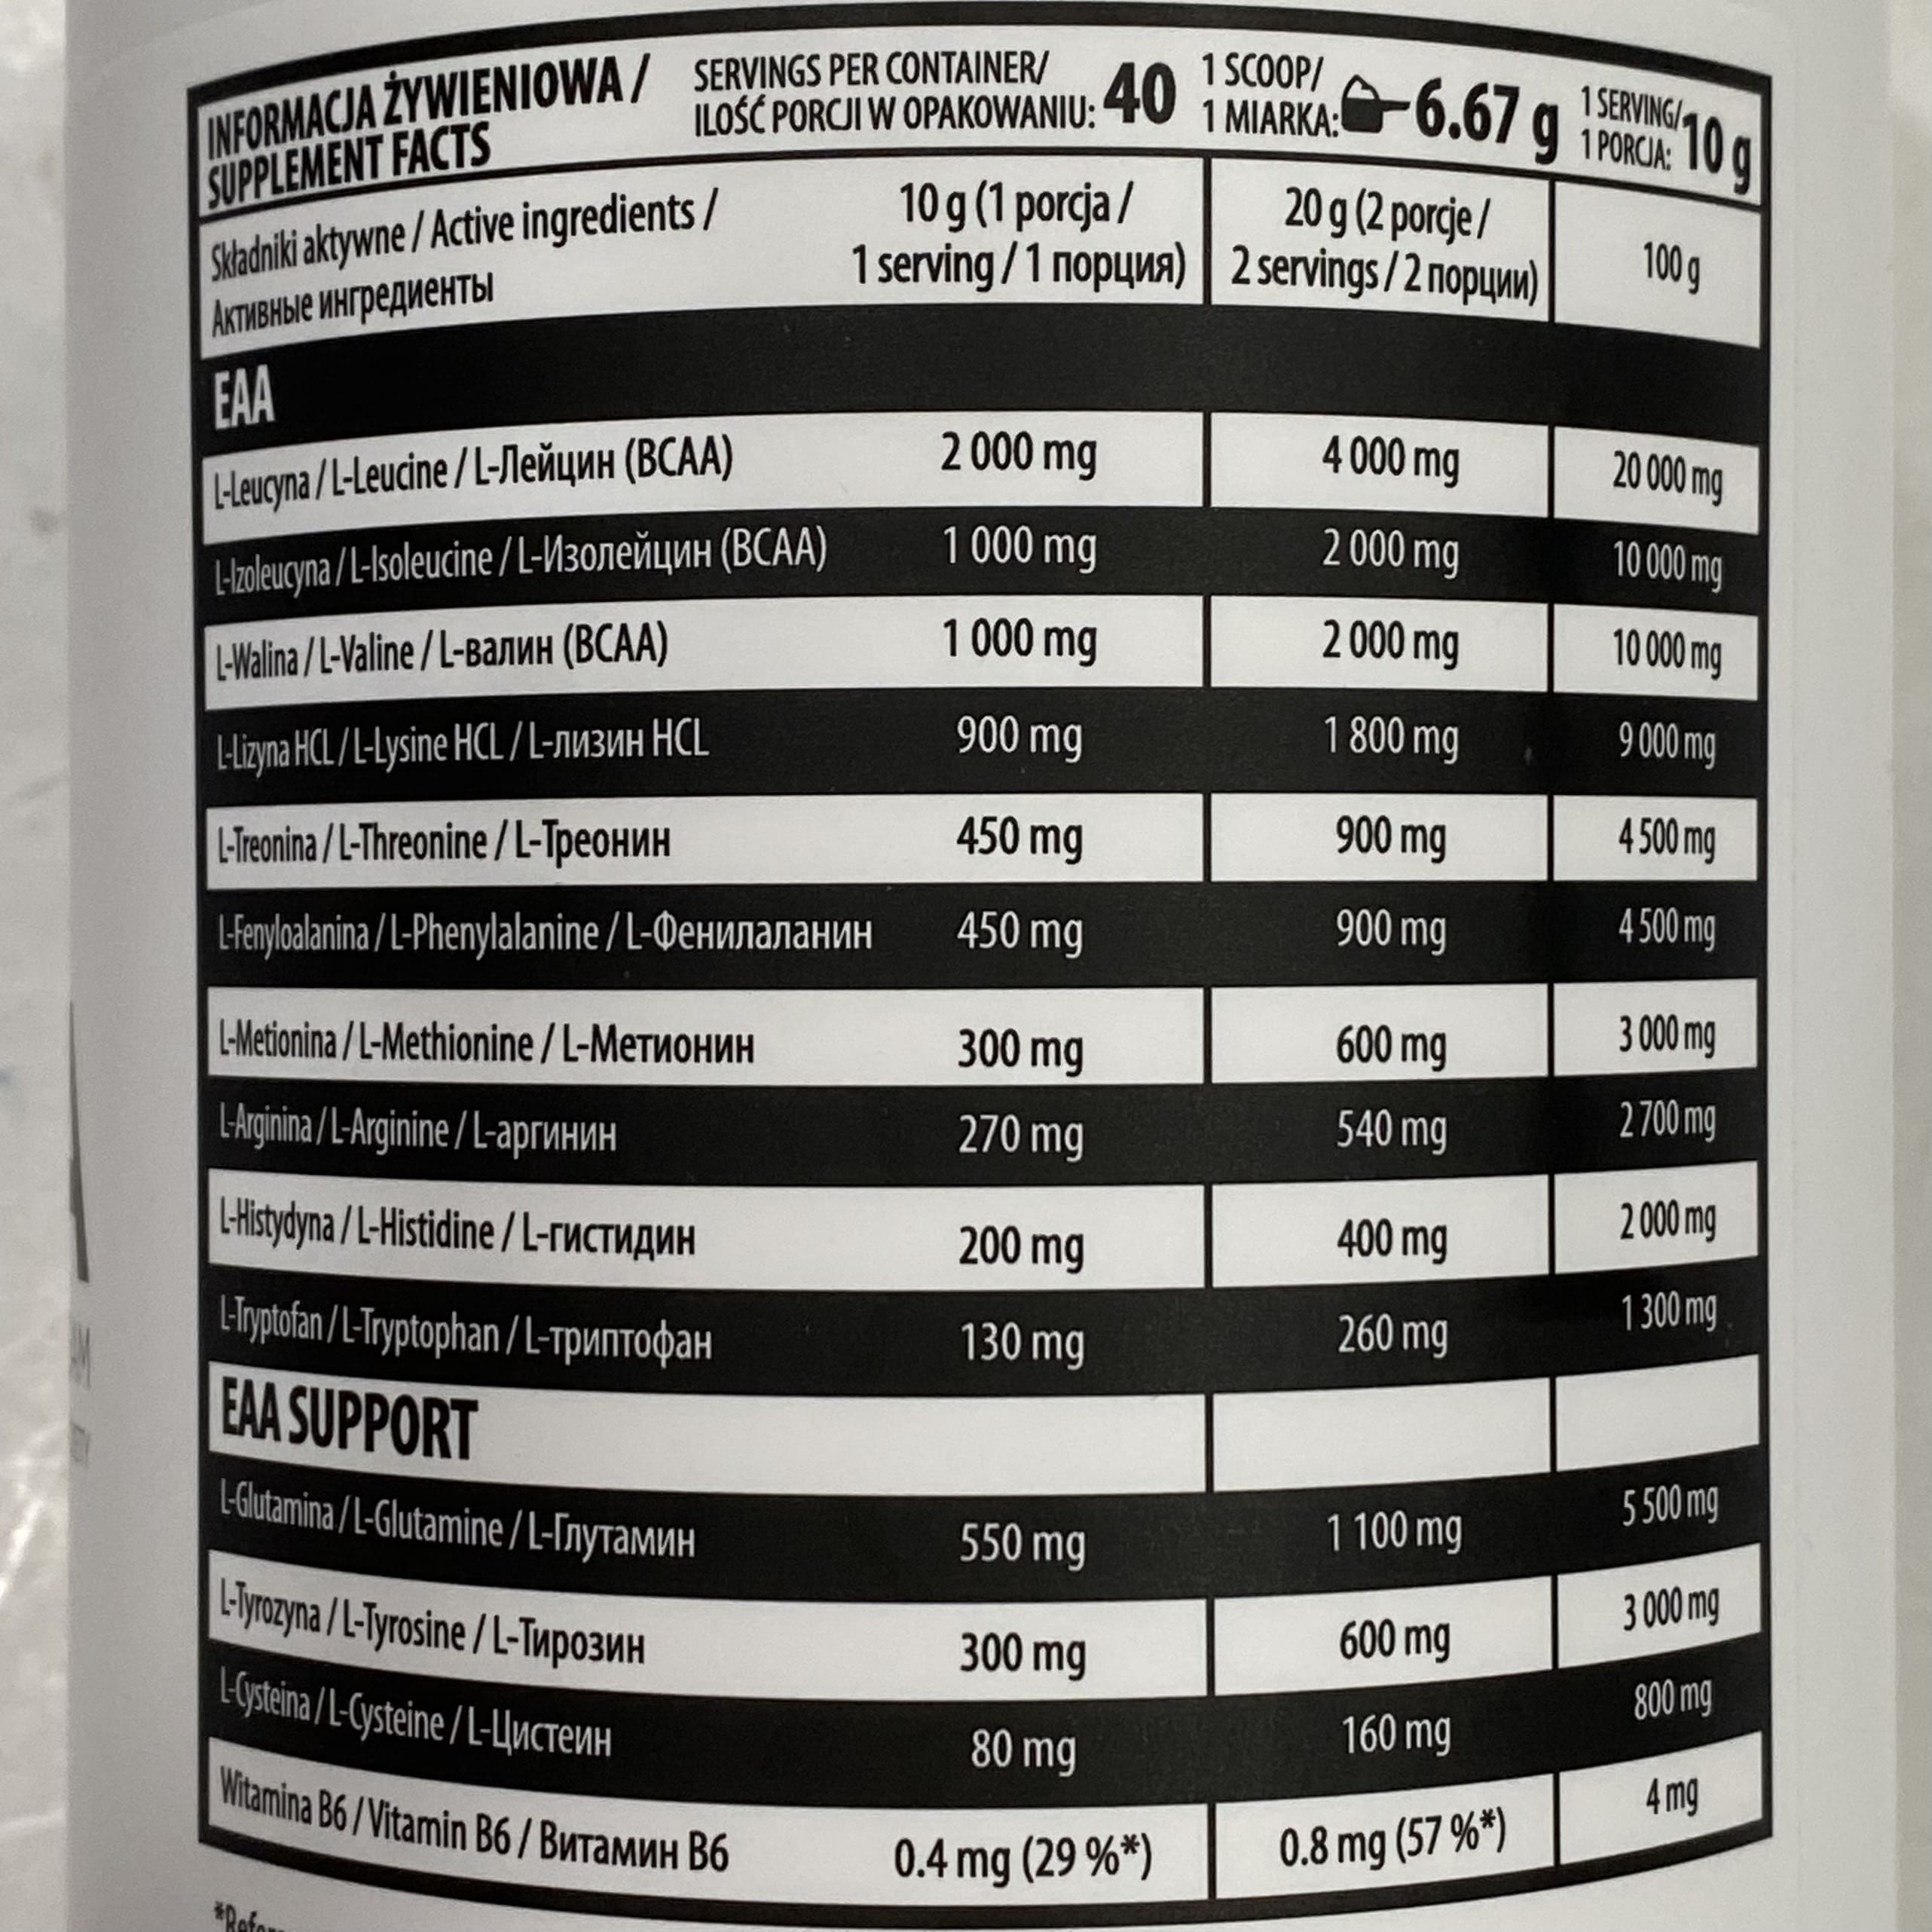 INFORMACJA ŻYWIENIOWA /
SUPPLEMENT FACTS
SERVINGS PER CONTAINER/
ILOŚĆ PORCJI W OPAKOWANIU: 40
1 SCOOP/
1 MIARKA: 6.67 g
1 SERVING/
1 PORCJA: 10 g
Składniki aktywne / Active ingredients /
Активные ингредиенты
10 g (1 porcja /
1 serving / 1 порция)
20 g (2 porcje /
2 servings / 2 порции)
100 g
EAA
L-Leucyna / L-Leucine / L-Лейцин (BCAA) 2 000 mg 4 000 mg 20 000 mg
L-Izoleucyna / L-Isoleucine / L-Изолейцин (BCAA) 1 000 mg 2 000 mg 10 000 mg
L-Walina / L-Valine / L-валин (BCAA) 1 000 mg 2 000 mg 10 000 mg
L-Lizyna HCL / L-Lysine HCL / L-лизин HCL 900 mg 1 800 mg 9 000 mg
L-Treonina / L-Threonine / L-Треонин 450 mg 900 mg 4 500 mg
L-Fenyloalanina / L-Phenylalanine / L-Фенилаланин 450 mg 900 mg 4 500 mg
L-Metionina / L-Methionine / L-Метионин 300 mg 600 mg 3 000 mg
L-Arginina / L-Arginine / L-аргинин 270 mg 540 mg 2 700 mg
L-Histydyna / L-Histidine / L-гистидин 200 mg 400 mg 2 000 mg
L-Tryptofan / L-Tryptophan / L-триптофан 130 mg 260 mg 1 300 mg
EAA SUPPORT
L-Glutamina / L-Glutamine / L-Глутамин 550 mg 1 100 mg 5 500 mg
L-Tyrozyna / L-Tyrosine / L-Тирозин 300 mg 600 mg 3 000 mg
L-Cysteina / L-Cysteine / L-Цистеин 80 mg 160 mg 800 mg
Witamina B6 / Vitamin B6 / Витамин B6 0.4 mg (29 %*) 0.8 mg (57 %*) 4 mg